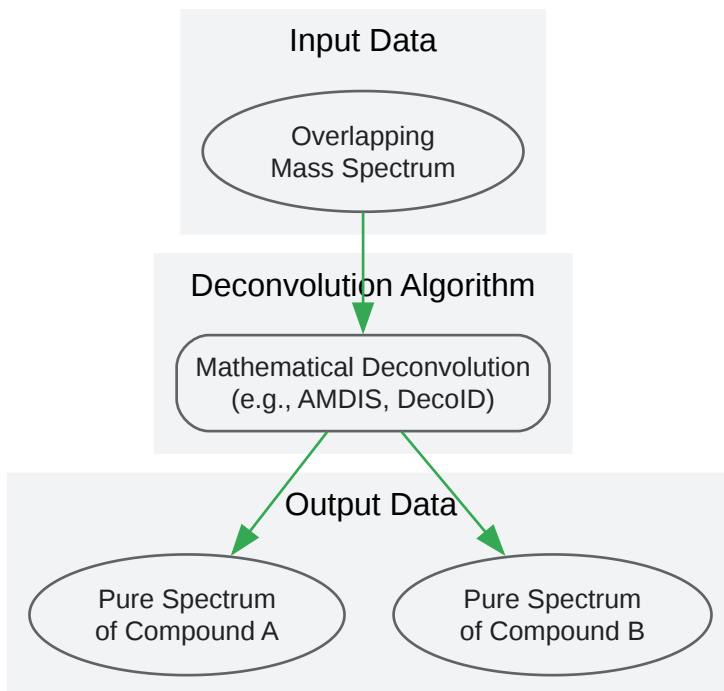 Input Data
Overlapping
Mass Spectrum
Deconvolution Algorithm
Mathematical Deconvolution
(e.g., AMDIS, DecoID)
Output Data
Pure Spectrum
of Compound A
Pure Spectrum
of Compound B